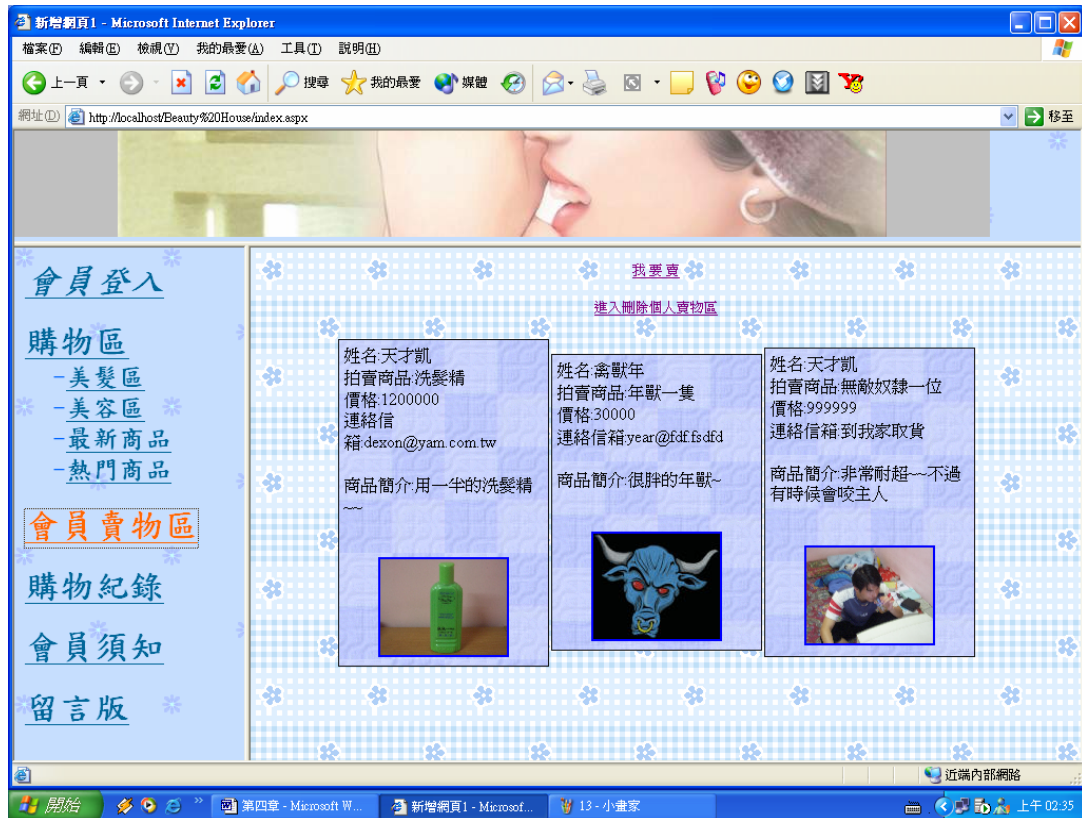 新增網頁1 - Microsoft Internet Explorer
檔案(F) 編輯(E) 檢視(V) 我的最愛(A) 工具(T) 說明(H)
上一頁 搜尋 我的最愛 媒體
網址(D) http://localhost/Beauty%20House/index.aspx 移至
會員登入
購物區
-美髮區
-美容區
-最新商品
-熱門商品
會員賣物區
購物紀錄
會員須知
留言版
我要賣
進入刪除個人賣物區
姓名:天才凱
拍賣商品:洗髮精
價格:1200000
連絡信
箱:dexon@yam.com.tw
商品簡介:用一半的洗髮精
~~
姓名:禽獸年
拍賣商品:年獸一隻
價格:30000
連絡信箱:year@fdf.fsdfd
商品簡介:很胖的年獸~
姓名:天才凱
拍賣商品:無敵奴隸一位
價格:999999
連絡信箱:到我家取貨
商品簡介:非常耐超~~不過
有時候會咬主人
近端內部網路
開始 第四章 - Microsoft W... 新增網頁1 - Microsof... 13 - 小畫家 上午 02:35